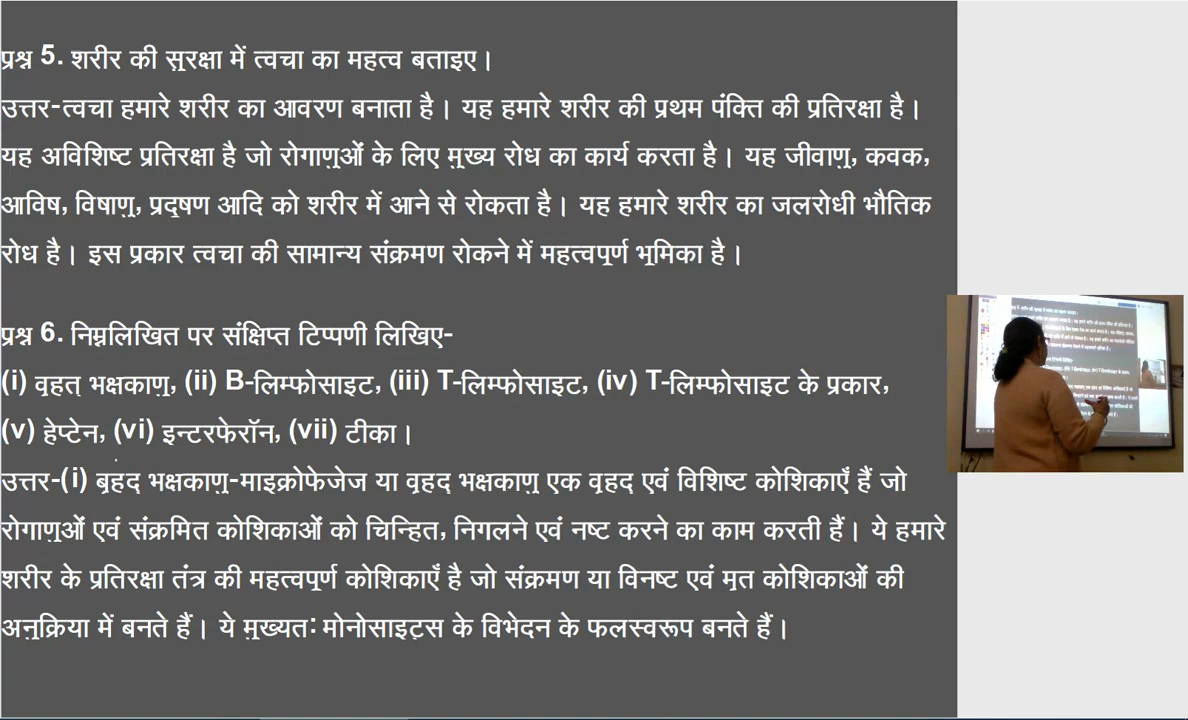 प्रश्न 5. शरीर की सुरक्षा में त्वचा का महत्व बताइए।
उत्तर-त्वचा हमारे शरीर का आवरण बनाता है। यह हमारे शरीर की प्रथम पंक्ति की प्रतिरक्षा है।
यह अविशिष्ट प्रतिरक्षा है जो रोगाणुओं के लिए मुख्य रोध का कार्य करता है। यह जीवाणु, कवक,
आविष, विषाणु, प्रदूषण आदि को शरीर में आने से रोकता है। यह हमारे शरीर का जलरोधी भौतिक
रोध है। इस प्रकार त्वचा की सामान्य संक्रमण रोकने में महत्वपूर्ण भूमिका है।
प्रश्न 6. निम्नलिखित पर संक्षिप्त टिप्पणी लिखिए-
(i) वृहत् भक्षकाणु, (ii) B-लिम्फोसाइट, (iii) T-लिम्फोसाइट, (iv) T-लिम्फोसाइट के प्रकार,
(v) हेप्टेन, (vi) इन्टरफेरॉन, (vii) टीका।
उत्तर-(i) बृहद भक्षकाणु-माइक्रोफेजेज या वृहद भक्षकाणु एक वृहद एवं विशिष्ट कोशिकाएँ हैं जो
रोगाणुओं एवं संक्रमित कोशिकाओं को चिन्हित, निगलने एवं नष्ट करने का काम करती हैं। ये हमारे
शरीर के प्रतिरक्षा तंत्र की महत्वपूर्ण कोशिकाएँ है जो संक्रमण या विनष्ट एवं मृत कोशिकाओं की
अनुक्रिया में बनते हैं। ये मुख्यत: मोनोसाइट्स के विभेदन के फलस्वरूप बनते हैं।